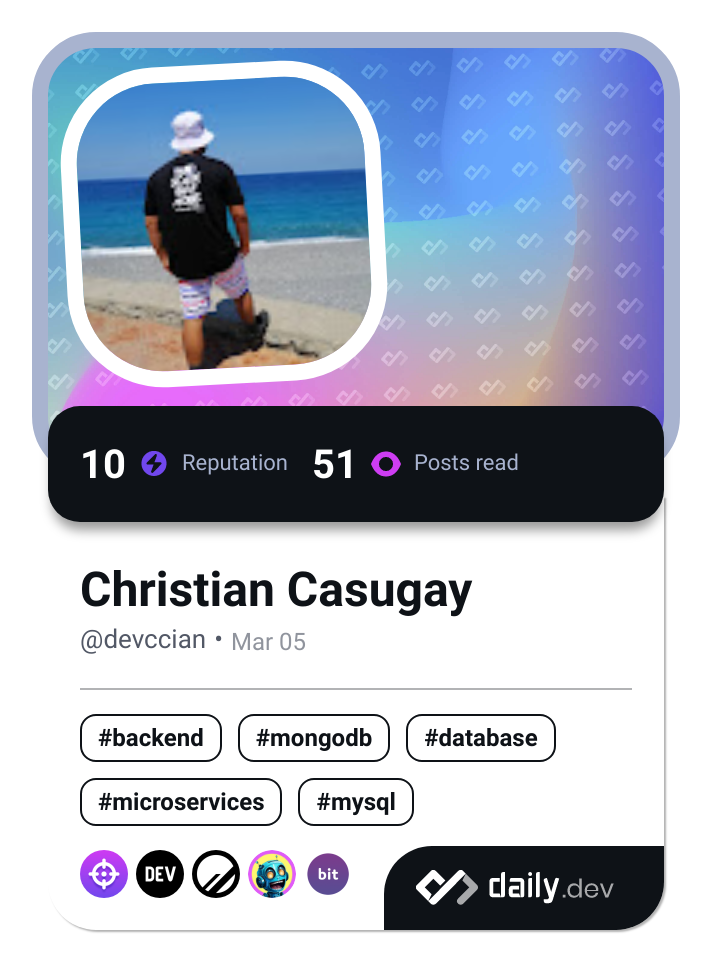 10 Reputation 51 Posts read
Christian Casugay
@devccian • Mar 05
#backend #mongodb #database
#microservices #mysql
DEV bit
daily.dev